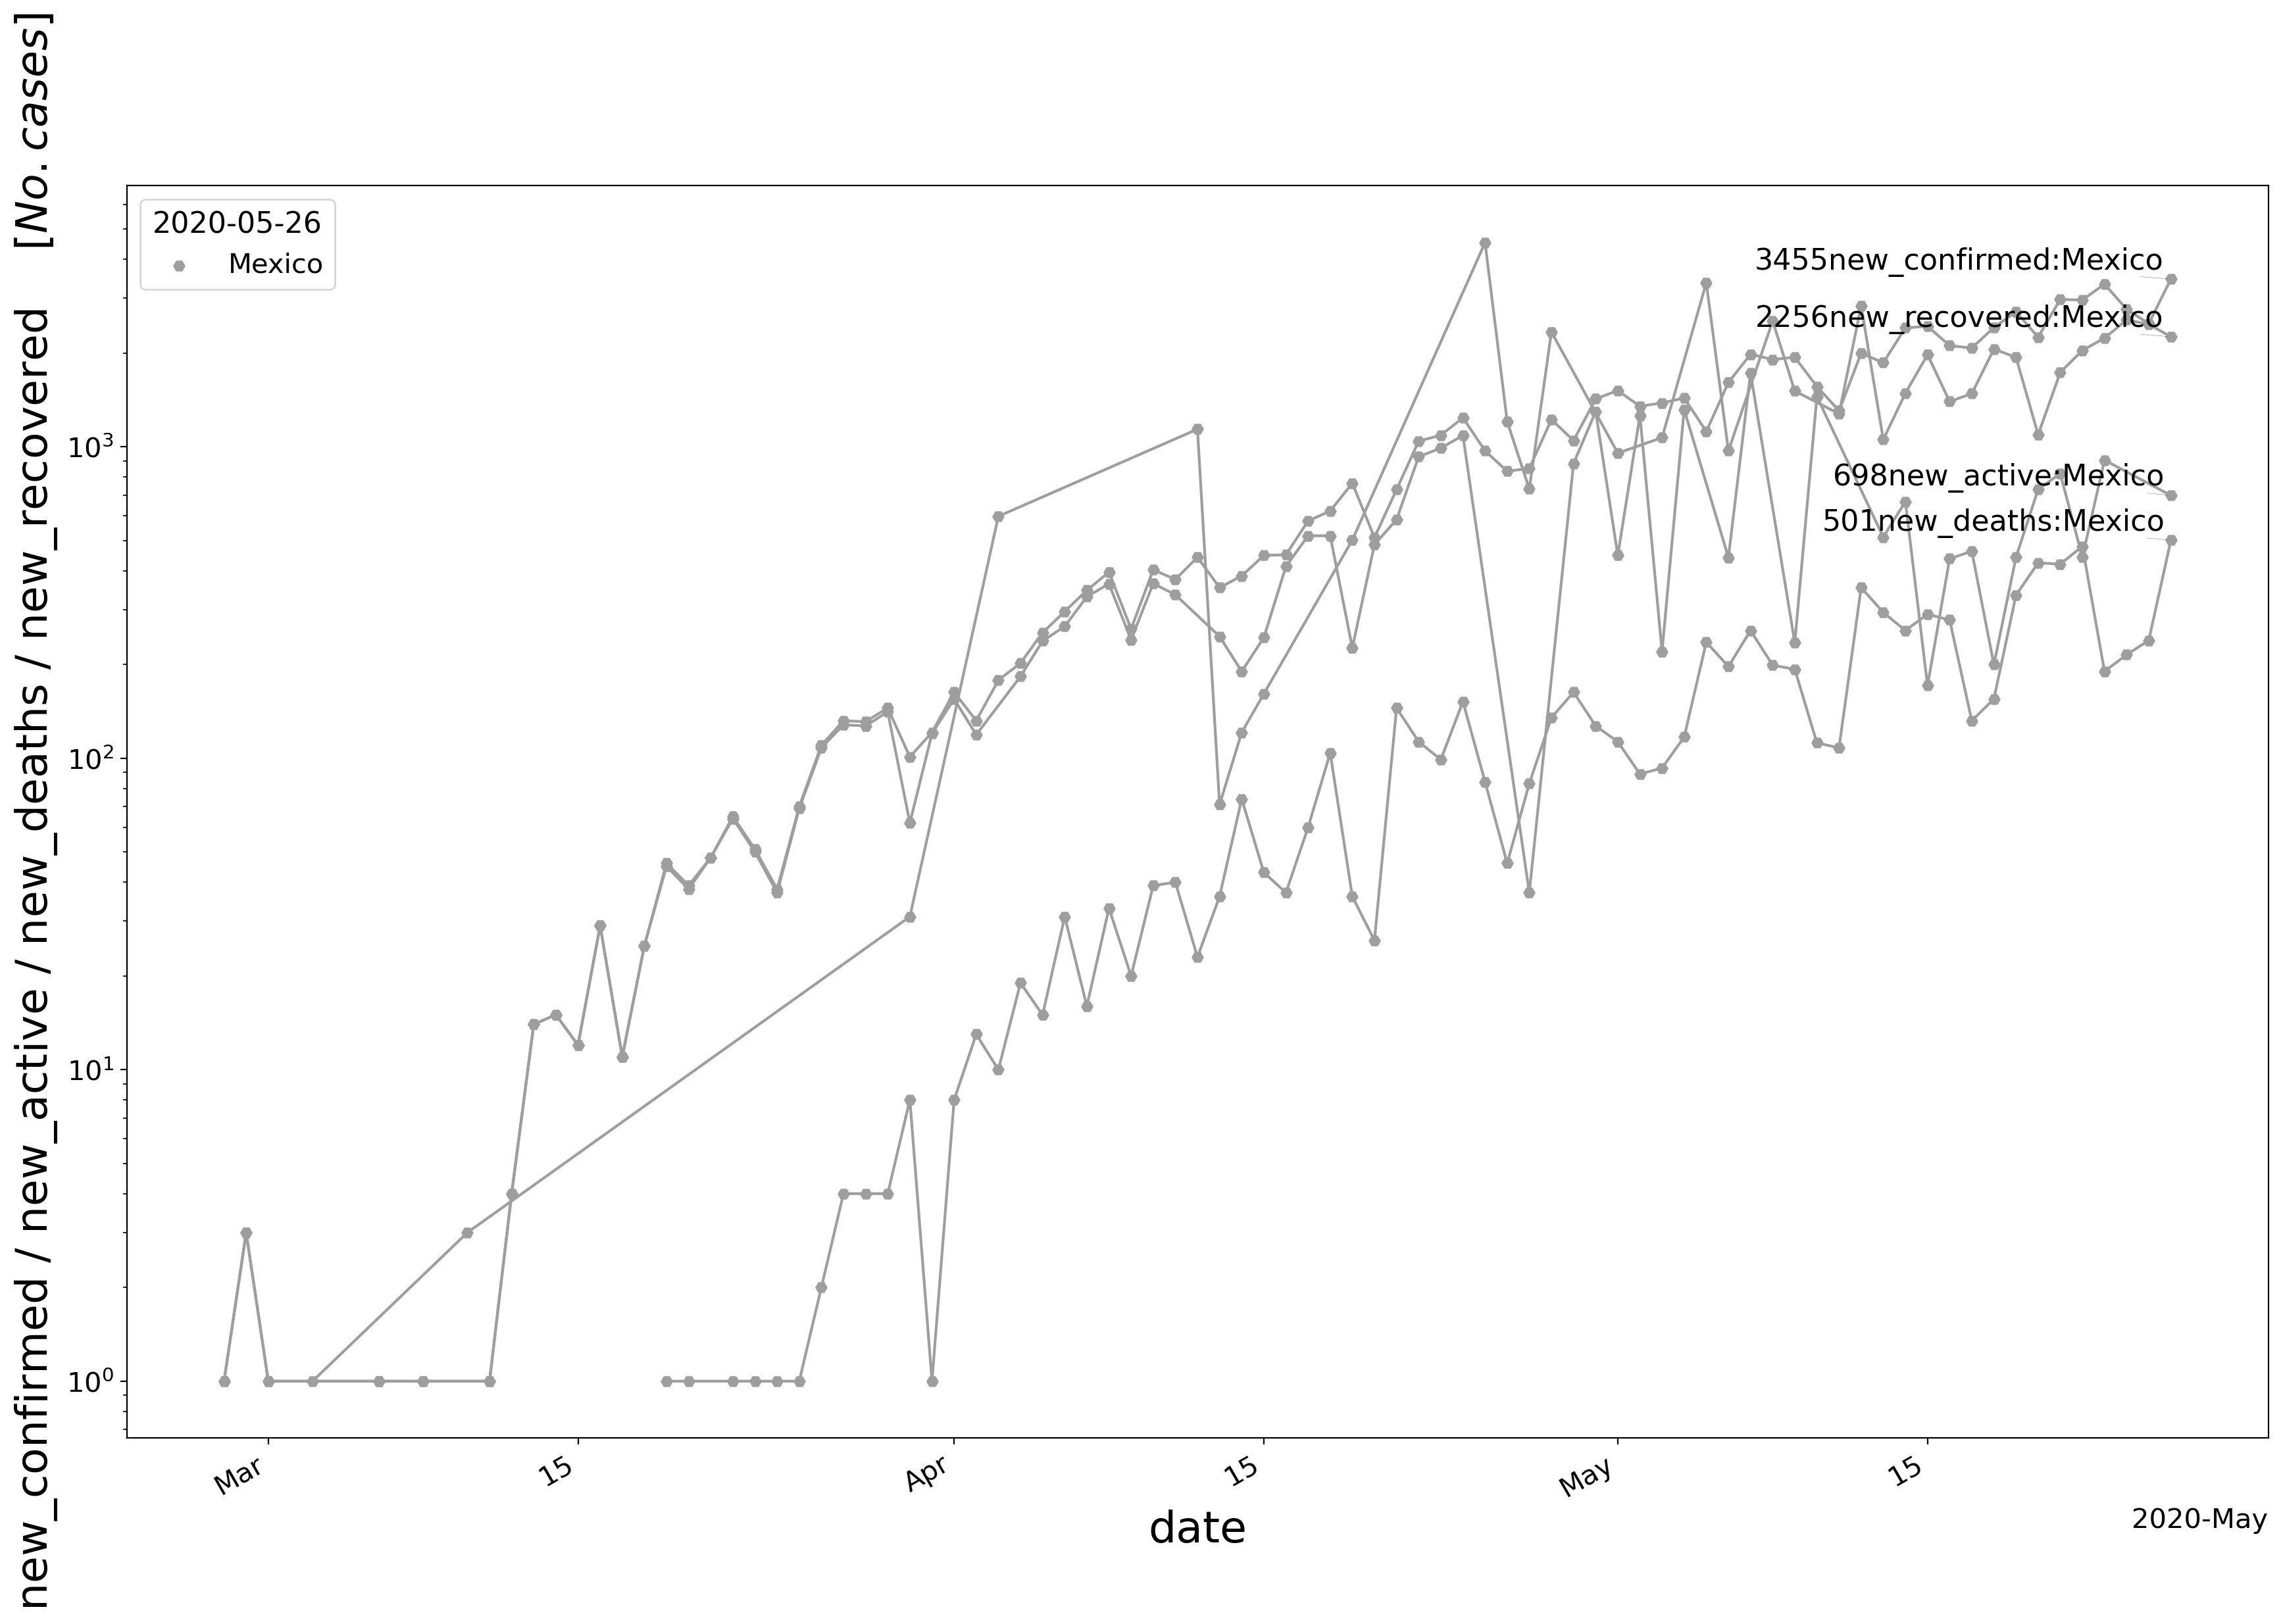 new_confirmed / new_active / new_deaths / new_recovered [No.cases]
2020-05-26
Mexico
3455new_confirmed:Mexico
2256new_recovered:Mexico
698new_active:Mexico
501new_deaths:Mexico
10³
10²
10¹
10⁰
Mar 15 Apr 15 May 15
date
2020-May